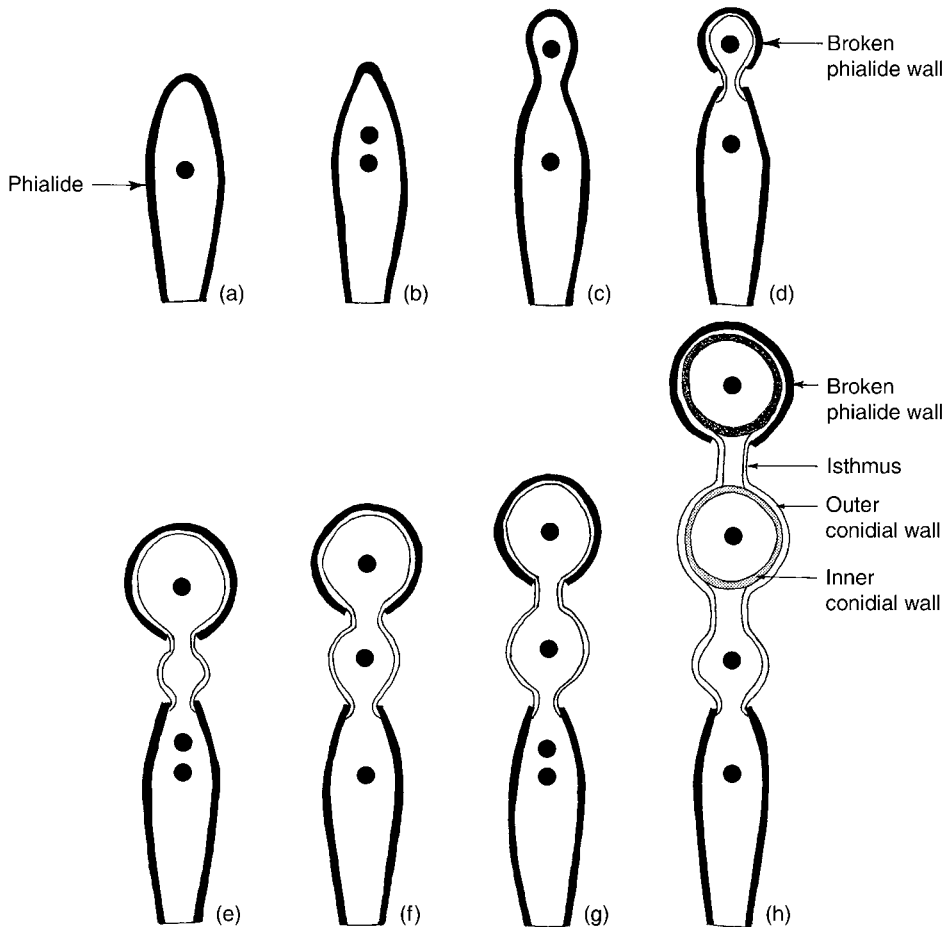 Phialide
(a)
(b)
(c)
(d)
Broken
phialide wall
(e)
(f)
(g)
(h)
Broken
phialide wall
Isthmus
Outer
conidial wall
Inner
conidial wall